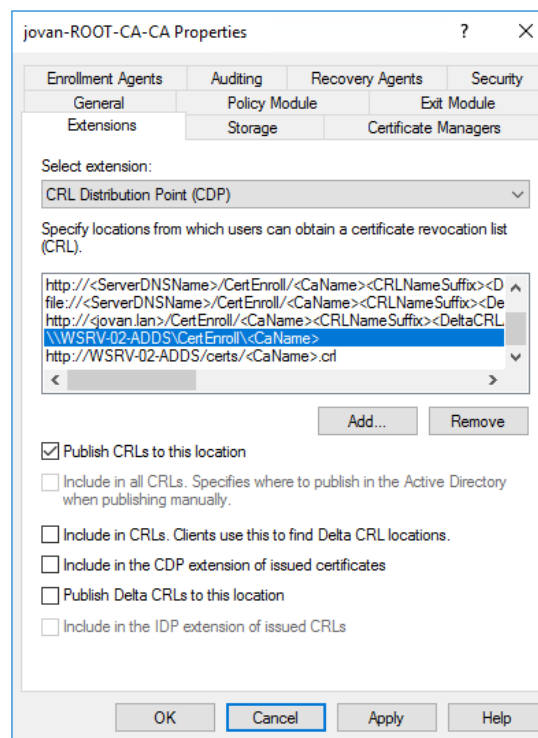 jovan-ROOT-CA-CA Properties ? ×
Enrollment Agents Auditing Recovery Agents Security
General Policy Module Exit Module
Extensions Storage Certificate Managers
Select extension:
CRL Distribution Point (CDP)
Specify locations from which users can obtain a certificate revocation list
(CRL).
http://<ServerDNSName>/CertEnroll/<CaName><CRLNameSuffix><D
file://<ServerDNSName>/CertEnroll/<CaName><CRLNameSuffix><De
http://<jovan.lan>/CertEnroll/<CaName><CRLNameSuffix><DeltaCRL.
\\WSRV-02-ADDS\CertEnroll\<CaName>
http://WSRV-02-ADDS/certs/<CaName>.crl
Add... Remove
Publish CRLs to this location
Include in all CRLs. Specifies where to publish in the Active Directory
when publishing manually.
Include in CRLs. Clients use this to find Delta CRL locations.
Include in the CDP extension of issued certificates
Publish Delta CRLs to this location
Include in the IDP extension of issued CRLs
OK Cancel Apply Help